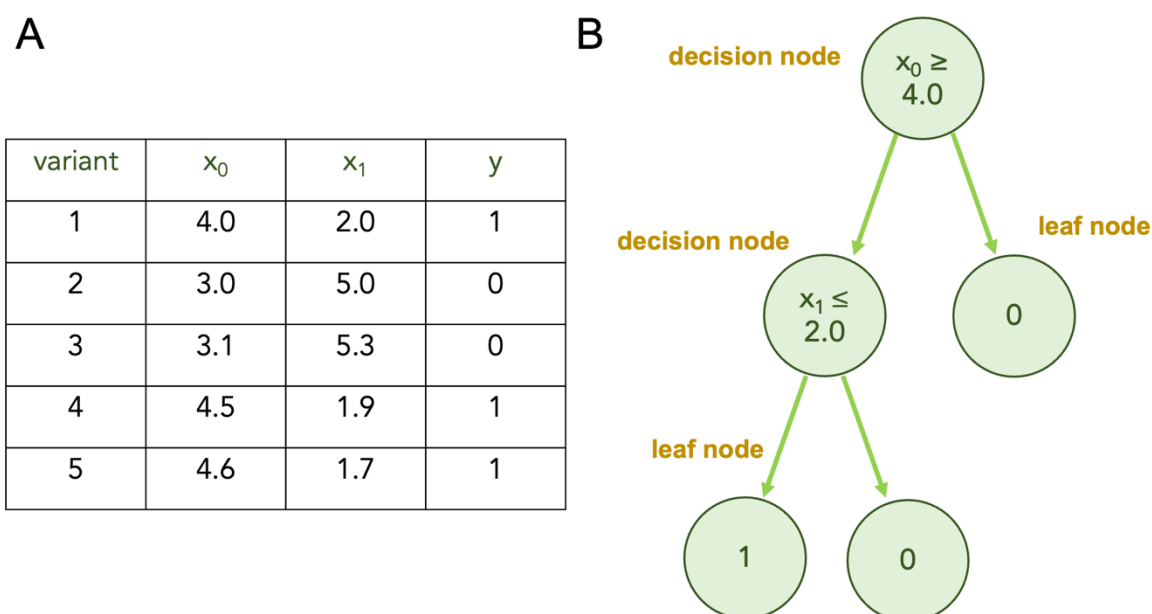 A
variant x₀ x₁ y
1 4.0 2.0 1
2 3.0 5.0 0
3 3.1 5.3 0
4 4.5 1.9 1
5 4.6 1.7 1
B
decision node
x₀ ≥
4.0
decision node
leaf node
x₁ ≤
2.0
0
leaf node
1
0